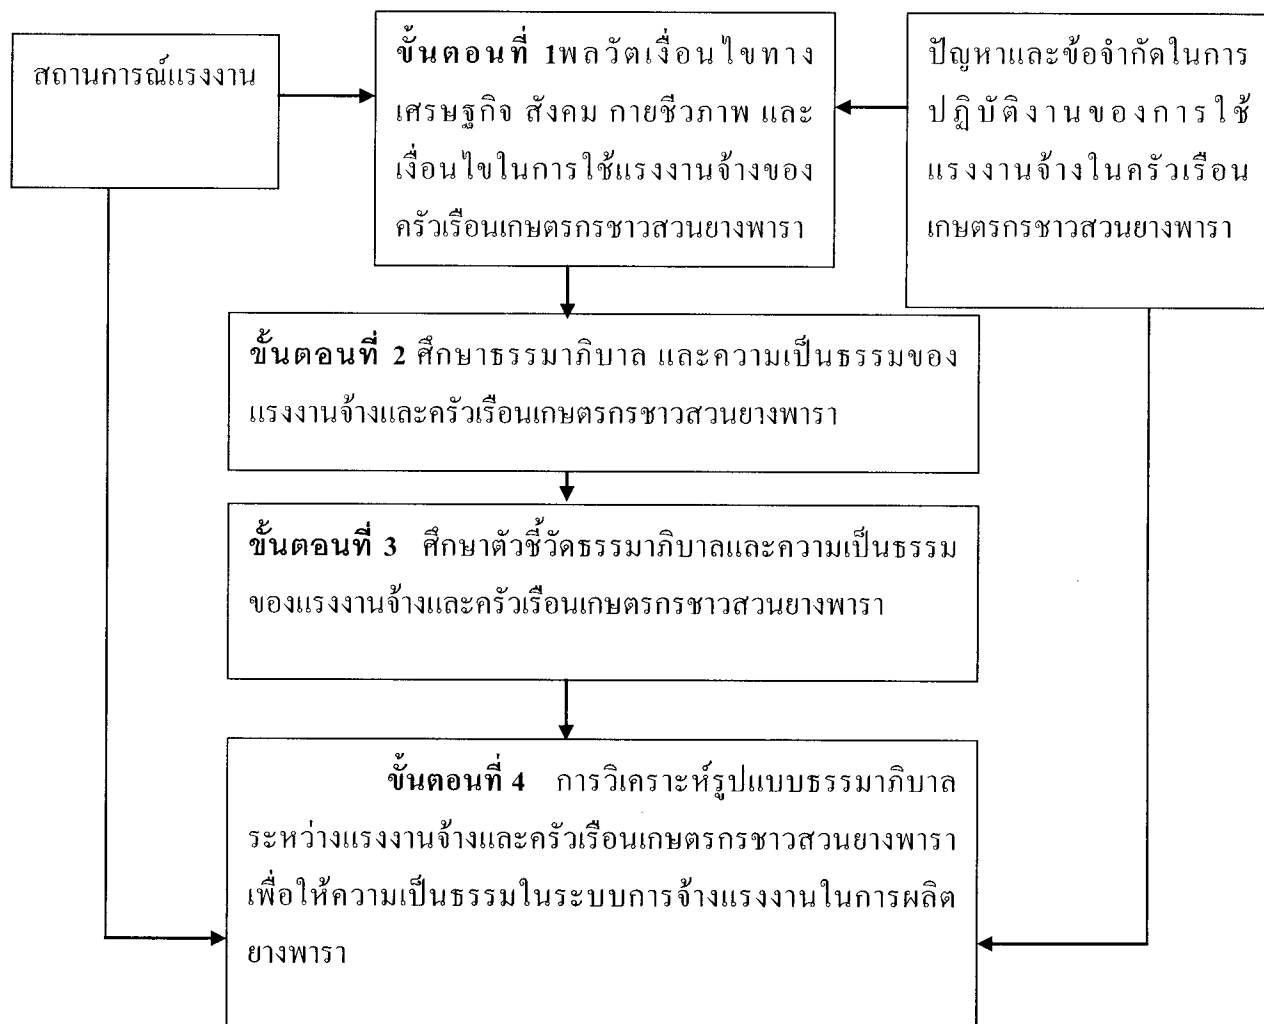 สถานการณ์แรงงาน
ขั้นตอนที่ 1พลวัตเงื่อนไขทาง
เศรษฐกิจ สังคม กายชีวภาพ และ
เงื่อนไขในการใช้แรงงานจ้างของ
ครัวเรือนเกษตรกรชาวสวนยางพารา
ปัญหาและข้อจำกัดในการ
ปฏิบัติงานของการใช้
แรงงานจ้างในครัวเรือน
เกษตรกรชาวสวนยางพารา
ขั้นตอนที่ 2 ศึกษาธรรมาภิบาล และความเป็นธรรมของ
แรงงานจ้างและครัวเรือนเกษตรกรชาวสวนยางพารา
ขั้นตอนที่ 3 ศึกษาตัวชี้วัดธรรมาภิบาลและความเป็นธรรม
ของแรงงานจ้างและครัวเรือนเกษตรกรชาวสวนยางพารา
ขั้นตอนที่ 4 การวิเคราะห์รูปแบบธรรมาภิบาล
ระหว่างแรงงานจ้างและครัวเรือนเกษตรกรชาวสวนยางพารา
เพื่อให้ความเป็นธรรมในระบบการจ้างแรงงานในการผลิต
ยางพารา